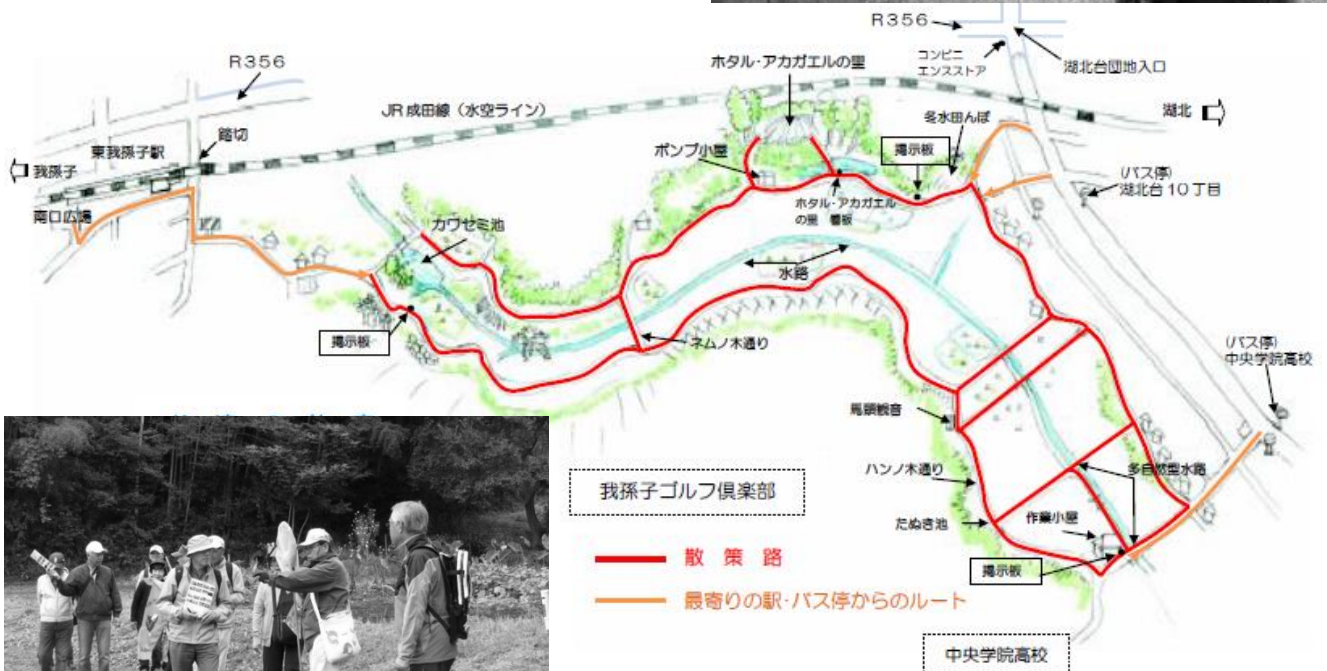 R356
R356
コンビニ
エンスストア
湖北台団地入口
ホタル・アカガエルの里
JR成田線（水空ライン）
踏切
東我孫子駅
我孫子
南口広場
湖北
冬水田んぼ
掲示板
ポンプ小屋
（バス停）
湖北台10丁目
ホタル・アカガエル
の里 看板
カワセミ池
水路
掲示板
ネムノ木通り
（バス停）
中央学院高校
馬頭観音
ハンノ木通り
多自然型水路
たぬき池
作業小屋
掲示板
我孫子ゴルフ倶楽部
散策路
最寄りの駅・バス停からのルート
中央学院高校